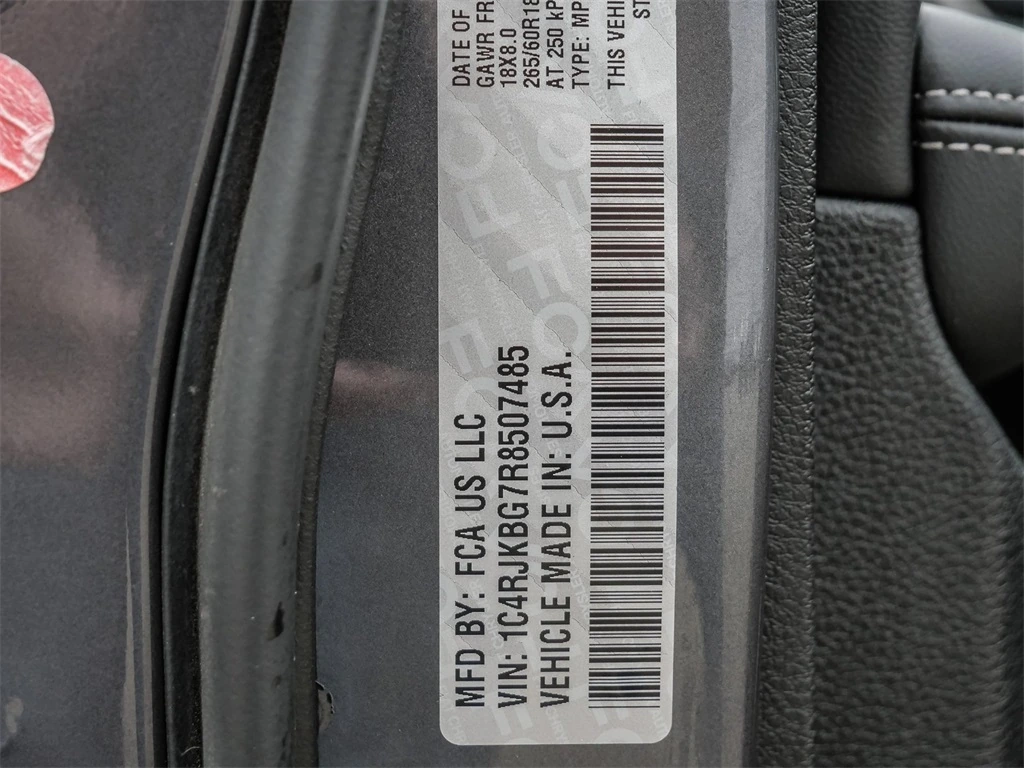 MFD BY: FCA US LLC
VIN: 1C4RJKBG7R8507485
VEHICLE MADE IN: U.S.A.
DATE OF
GAWR FR
18X8.0
265/60R18
AT 250 kP
TYPE: MP
THIS VEHI
ST